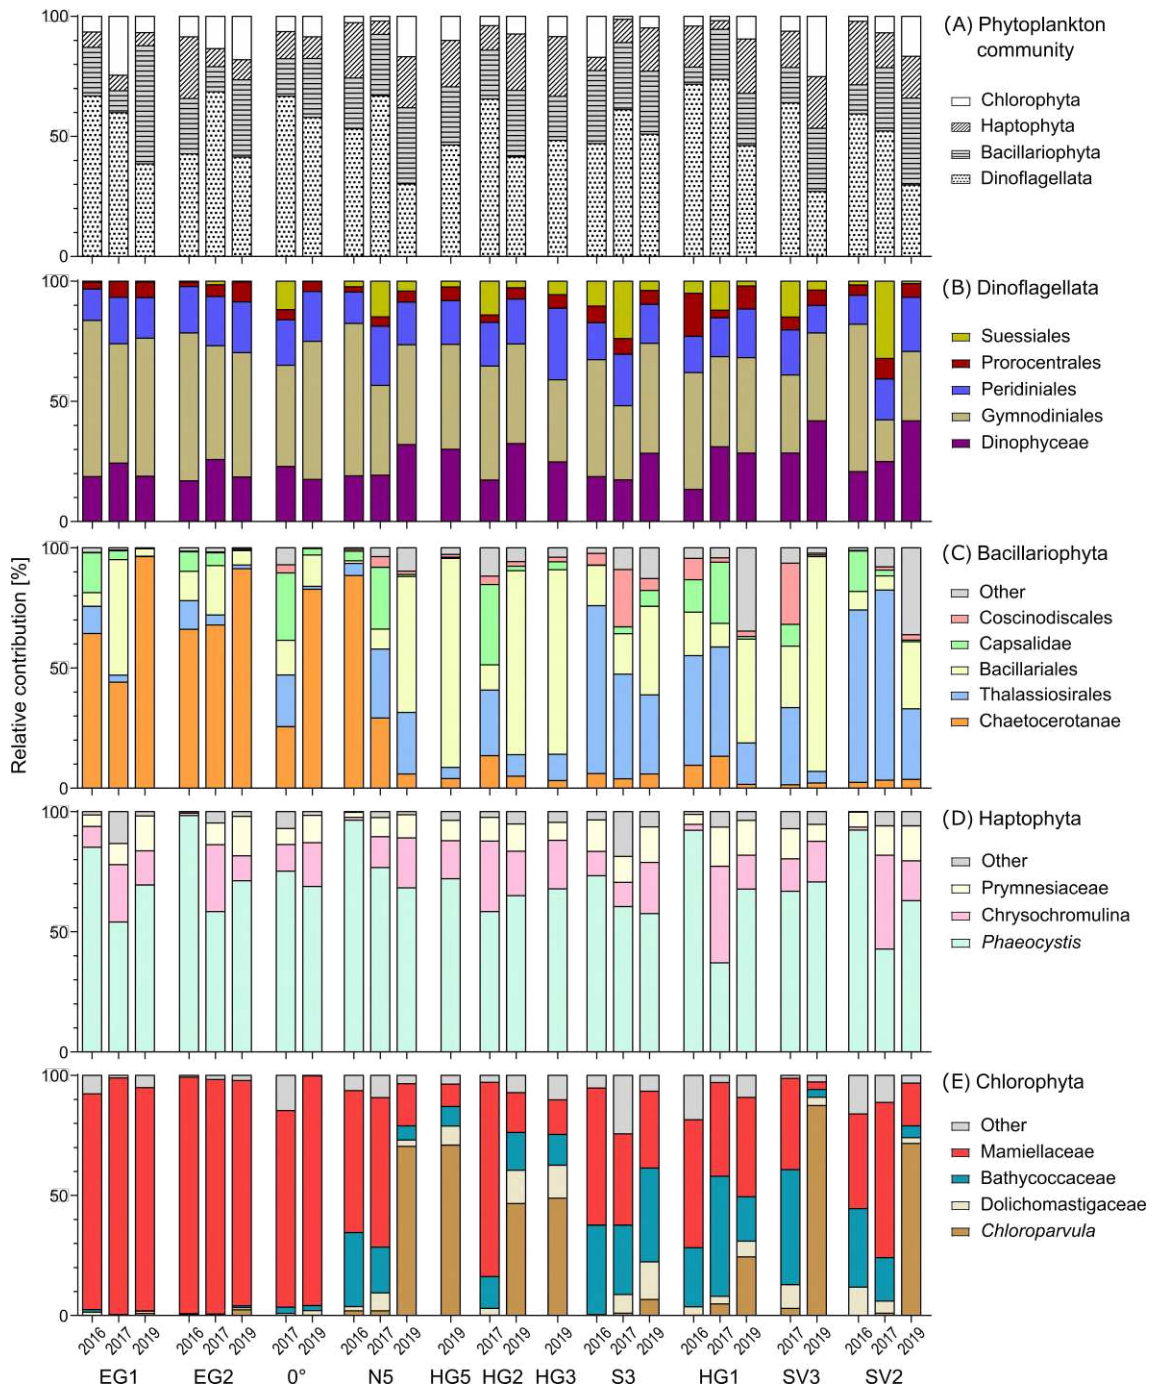 100
50
0
(A) Phytoplankton
community
Chlorophyta
Haptophyta
Bacillariophyta
Dinoflagellata
100
50
0
(B) Dinoflagellata
Suessiales
Prorocentrales
Peridiniales
Gymnodiniales
Dinophyceae
Relative contribution [%]
100
50
0
(C) Bacillariophyta
Other
Coscinodiscales
Capsalidae
Bacillariales
Thalassiosirales
Chaetocerotanae
100
50
0
(D) Haptophyta
Other
Prymnesiaceae
Chrysochromulina
Phaeocystis
100
50
0
(E) Chlorophyta
Other
Mamiellaceae
Bathycoccaceae
Dolichomastigaceae
Chloroparvula
2016 2017 2019 2016 2017 2019 2017 2019 2016 2017 2019 2019 2017 2019 2019 2016 2017 2019 2016 2017 2019 2017 2019 2016 2017 2019
EG1 EG2 0° N5 HG5 HG2 HG3 S3 HG1 SV3 SV2